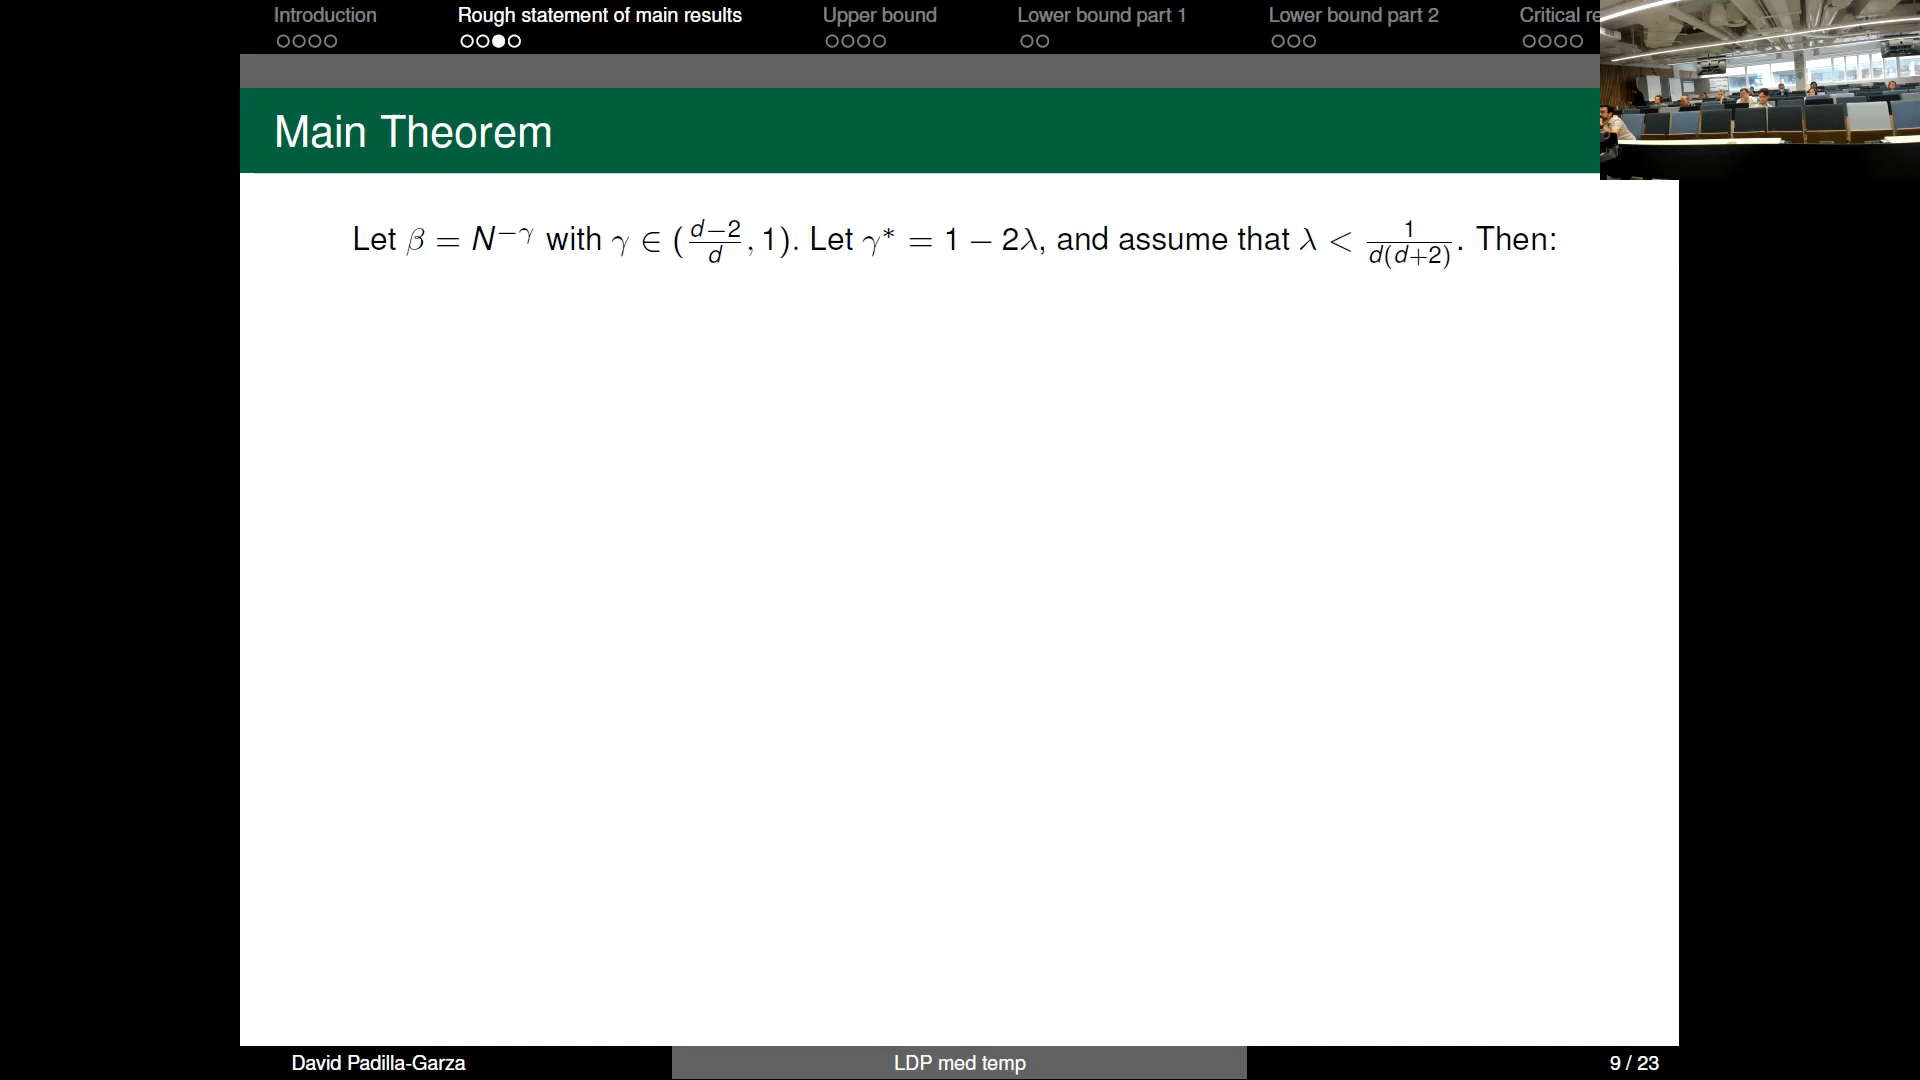 Introduction Rough statement of main results Upper bound Lower bound part 1 Lower bound part 2 Critical re
Main Theorem
Let β = N^{−γ} with γ ∈ (\frac{d−2}{d}, 1). Let γ* = 1 − 2λ, and assume that λ < \frac{1}{d(d+2)}. Then:
David Padilla-Garza LDP med temp 9 / 23